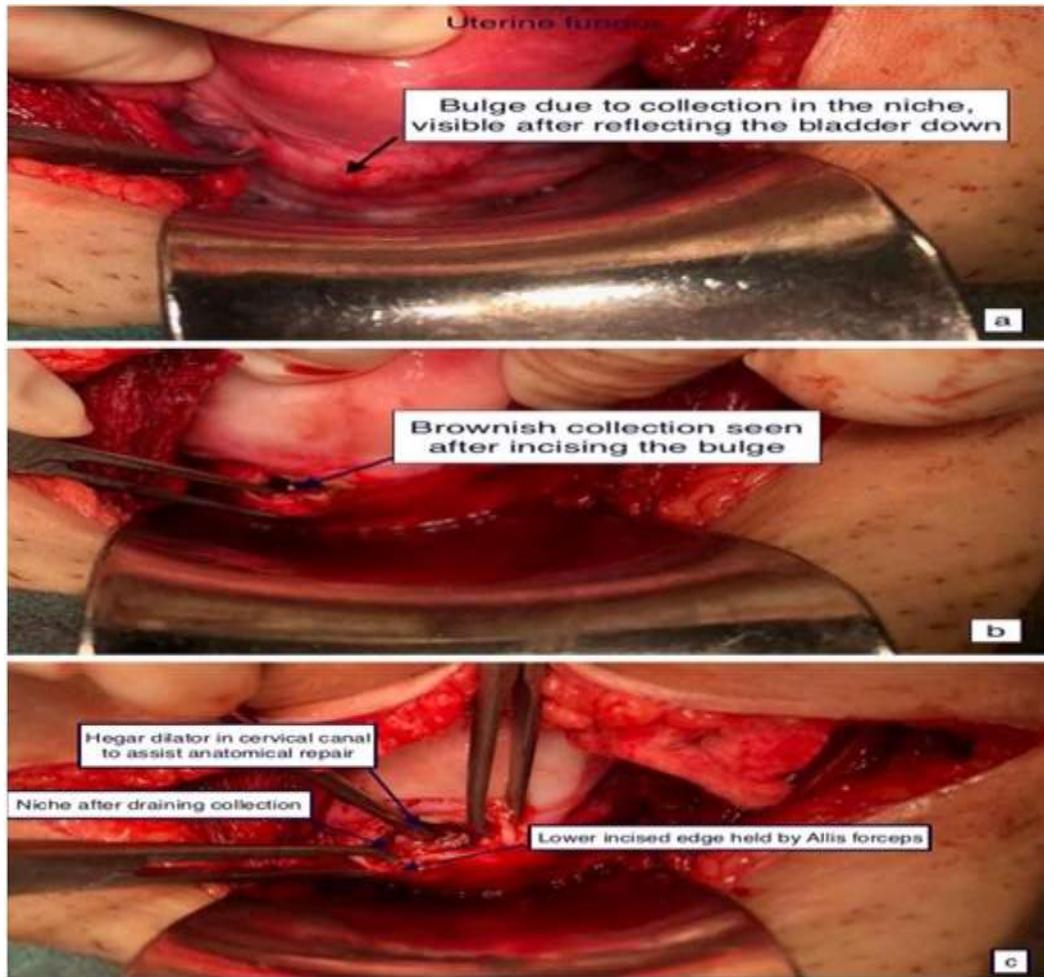 Uterine fundus
Bulge due to collection in the niche,
visible after reflecting the bladder down
a
Brownish collection seen
after incising the bulge
b
Hegar dilator in cervical canal
to assist anatomical repair
Niche after draining collection
Lower incised edge held by Allis forceps
c